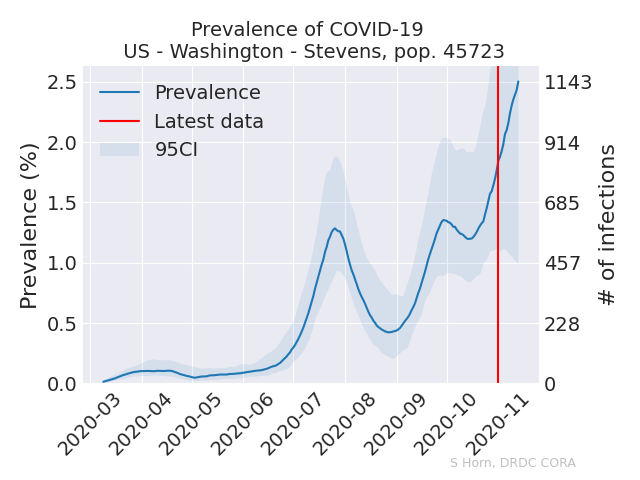 Prevalence of COVID-19
US - Washington - Stevens, pop. 45723
Prevalence
Latest data
95CI
Prevalence (%)
2.5
2.0
1.5
1.0
0.5
0.0
1143
914
685
457
228
0
# of infections
2020-03
2020-04
2020-05
2020-06
2020-07
2020-08
2020-09
2020-10
2020-11
S Horn, DRDC CORA